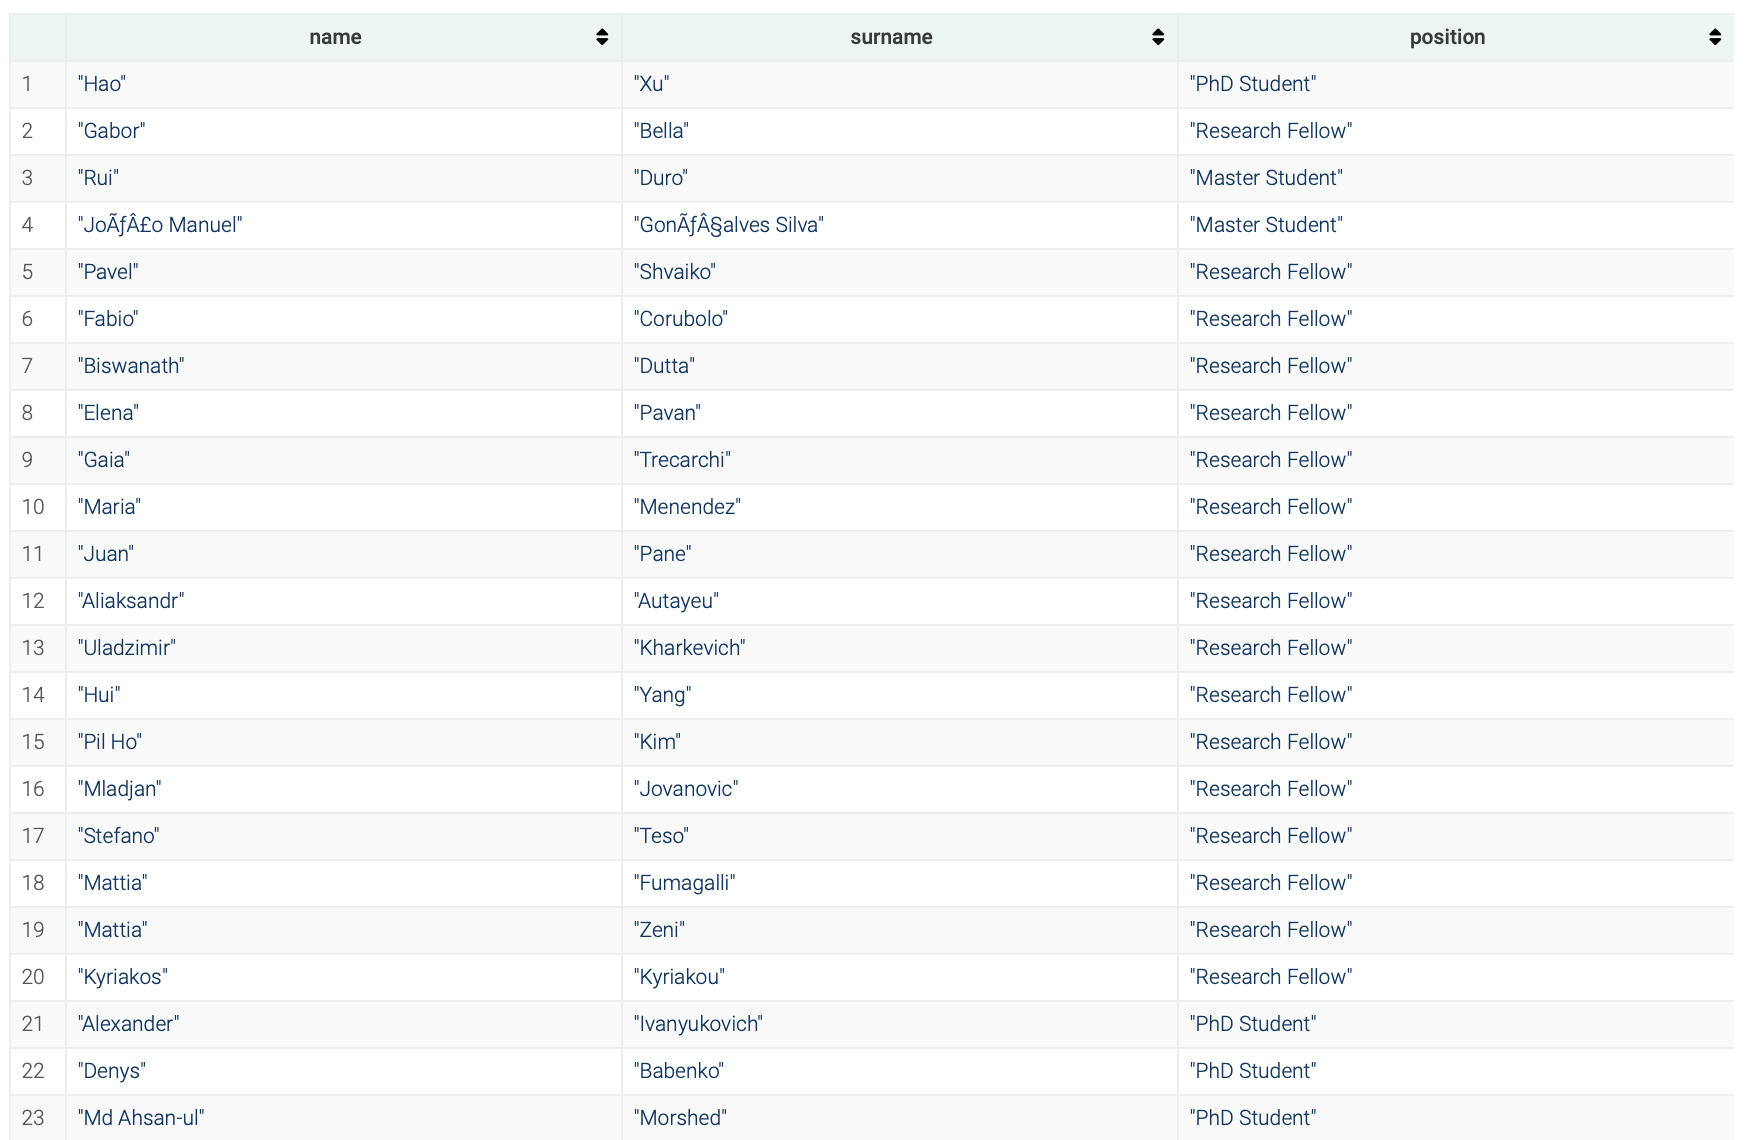 name surname position
1 "Hao" "Xu" "PhD Student"
2 "Gabor" "Bella" "Research Fellow"
3 "Rui" "Duro" "Master Student"
4 "JoÃƒÂ£o Manuel" "GonÃƒÂ§alves Silva" "Master Student"
5 "Pavel" "Shvaiko" "Research Fellow"
6 "Fabio" "Corubolo" "Research Fellow"
7 "Biswanath" "Dutta" "Research Fellow"
8 "Elena" "Pavan" "Research Fellow"
9 "Gaia" "Trecarchi" "Research Fellow"
10 "Maria" "Menendez" "Research Fellow"
11 "Juan" "Pane" "Research Fellow"
12 "Aliaksandr" "Autayeu" "Research Fellow"
13 "Uladzimir" "Kharkevich" "Research Fellow"
14 "Hui" "Yang" "Research Fellow"
15 "Pil Ho" "Kim" "Research Fellow"
16 "Mladjan" "Jovanovic" "Research Fellow"
17 "Stefano" "Teso" "Research Fellow"
18 "Mattia" "Fumagalli" "Research Fellow"
19 "Mattia" "Zeni" "Research Fellow"
20 "Kyriakos" "Kyriakou" "Research Fellow"
21 "Alexander" "Ivanyukovich" "PhD Student"
22 "Denys" "Babenko" "PhD Student"
23 "Md Ahsan-ul" "Morshed" "PhD Student"